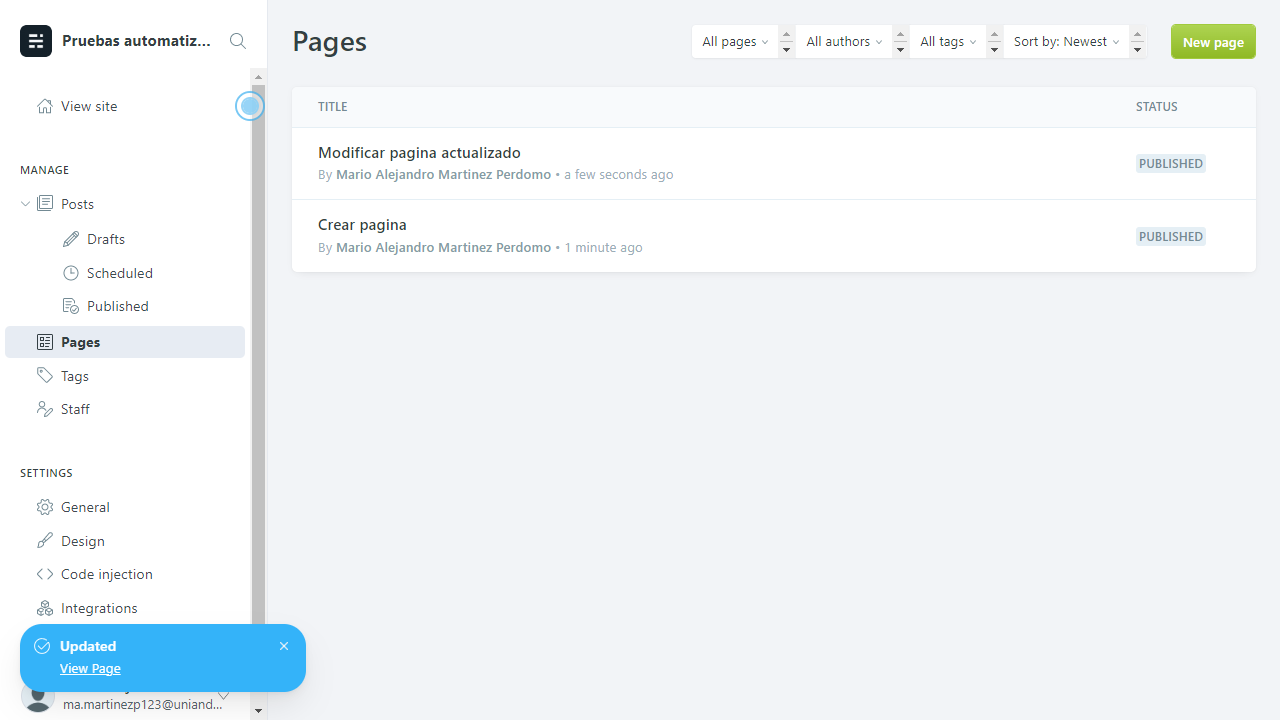 Pruebas automatiz...
View site
MANAGE
Posts
Drafts
Scheduled
Published
Pages
Tags
Staff
SETTINGS
General
Design
Code injection
Integrations
Updated
View Page
ma.martinezp123@uniand...
Pages
All pages
All authors
All tags
Sort by: Newest
New page
TITLE
STATUS
Modificar pagina actualizado
By Mario Alejandro Martinez Perdomo • a few seconds ago
PUBLISHED
Crear pagina
By Mario Alejandro Martinez Perdomo • 1 minute ago
PUBLISHED